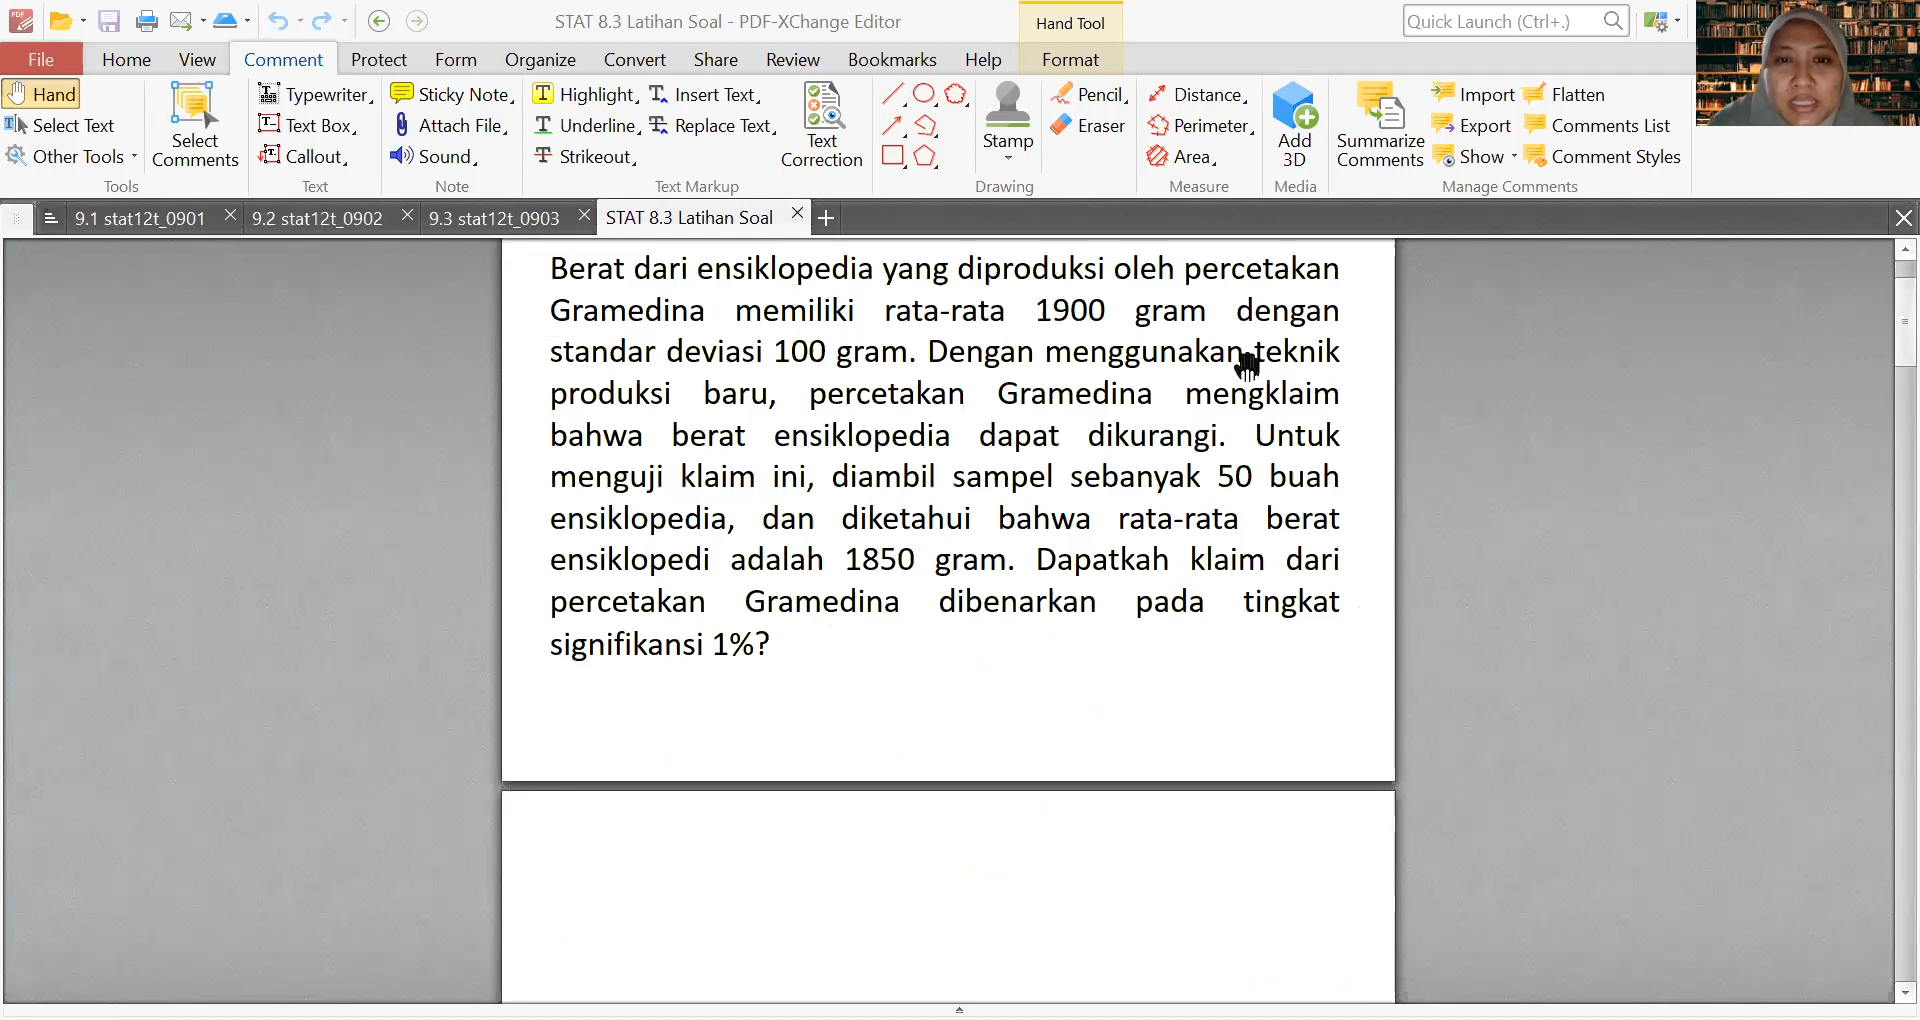 STAT 8.3 Latihan Soal - PDF-XChange Editor
Hand Tool
Quick Launch (Ctrl+.)
File Home View Comment Protect Form Organize Convert Share Review Bookmarks Help Format
Hand
Select Text
Other Tools
Select Comments
Tools
Typewriter
Text Box
Callout
Text
Sticky Note
Attach File
Sound
Note
Highlight
Underline
Strikeout
Insert Text
Replace Text
Text Correction
Text Markup
Stamp
Pencil
Eraser
Drawing
Distance
Perimeter
Area
Measure
Add 3D
Media
Summarize Comments
Import
Export
Show
Flatten
Comments List
Comment Styles
Manage Comments
9.1 stat12t_0901 9.2 stat12t_0902 9.3 stat12t_0903 STAT 8.3 Latihan Soal
Berat dari ensiklopedia yang diproduksi oleh percetakan
Gramedina memiliki rata-rata 1900 gram dengan
standar deviasi 100 gram. Dengan menggunakan teknik
produksi baru, percetakan Gramedina mengklaim
bahwa berat ensiklopedia dapat dikurangi. Untuk
menguji klaim ini, diambil sampel sebanyak 50 buah
ensiklopedia, dan diketahui bahwa rata-rata berat
ensiklopedi adalah 1850 gram. Dapatkah klaim dari
percetakan Gramedina dibenarkan pada tingkat
signifikansi 1%?